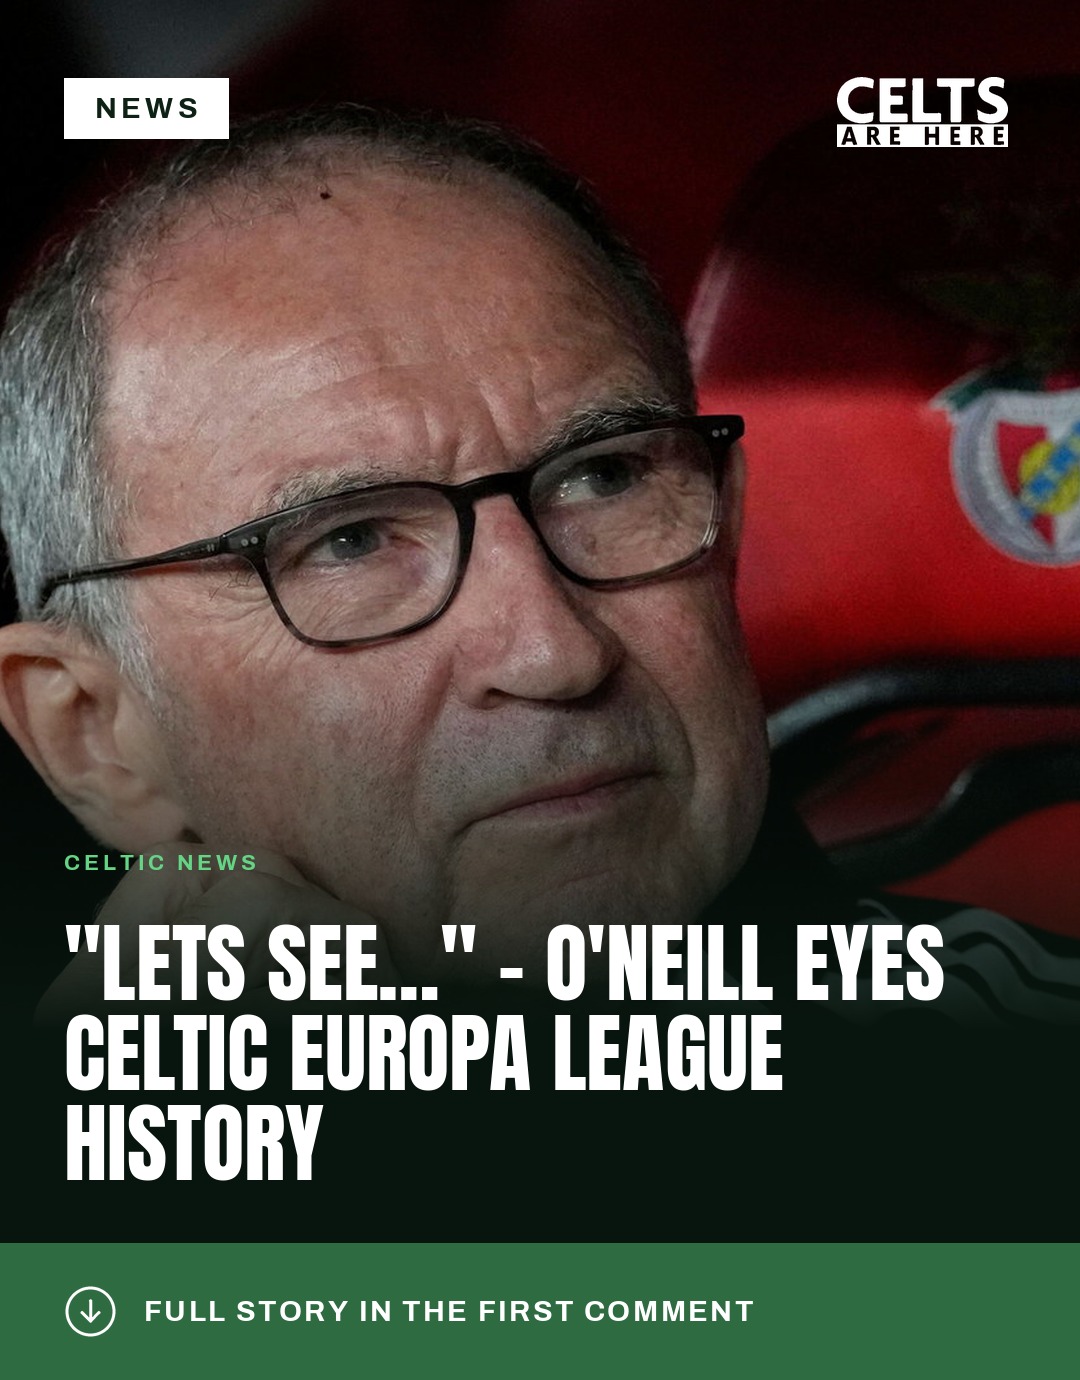 NEWS
CELTS
ARE HERE
CELTIC NEWS
"LETS SEE..." - O'NEILL EYES
CELTIC EUROPA LEAGUE
HISTORY
FULL STORY IN THE FIRST COMMENT